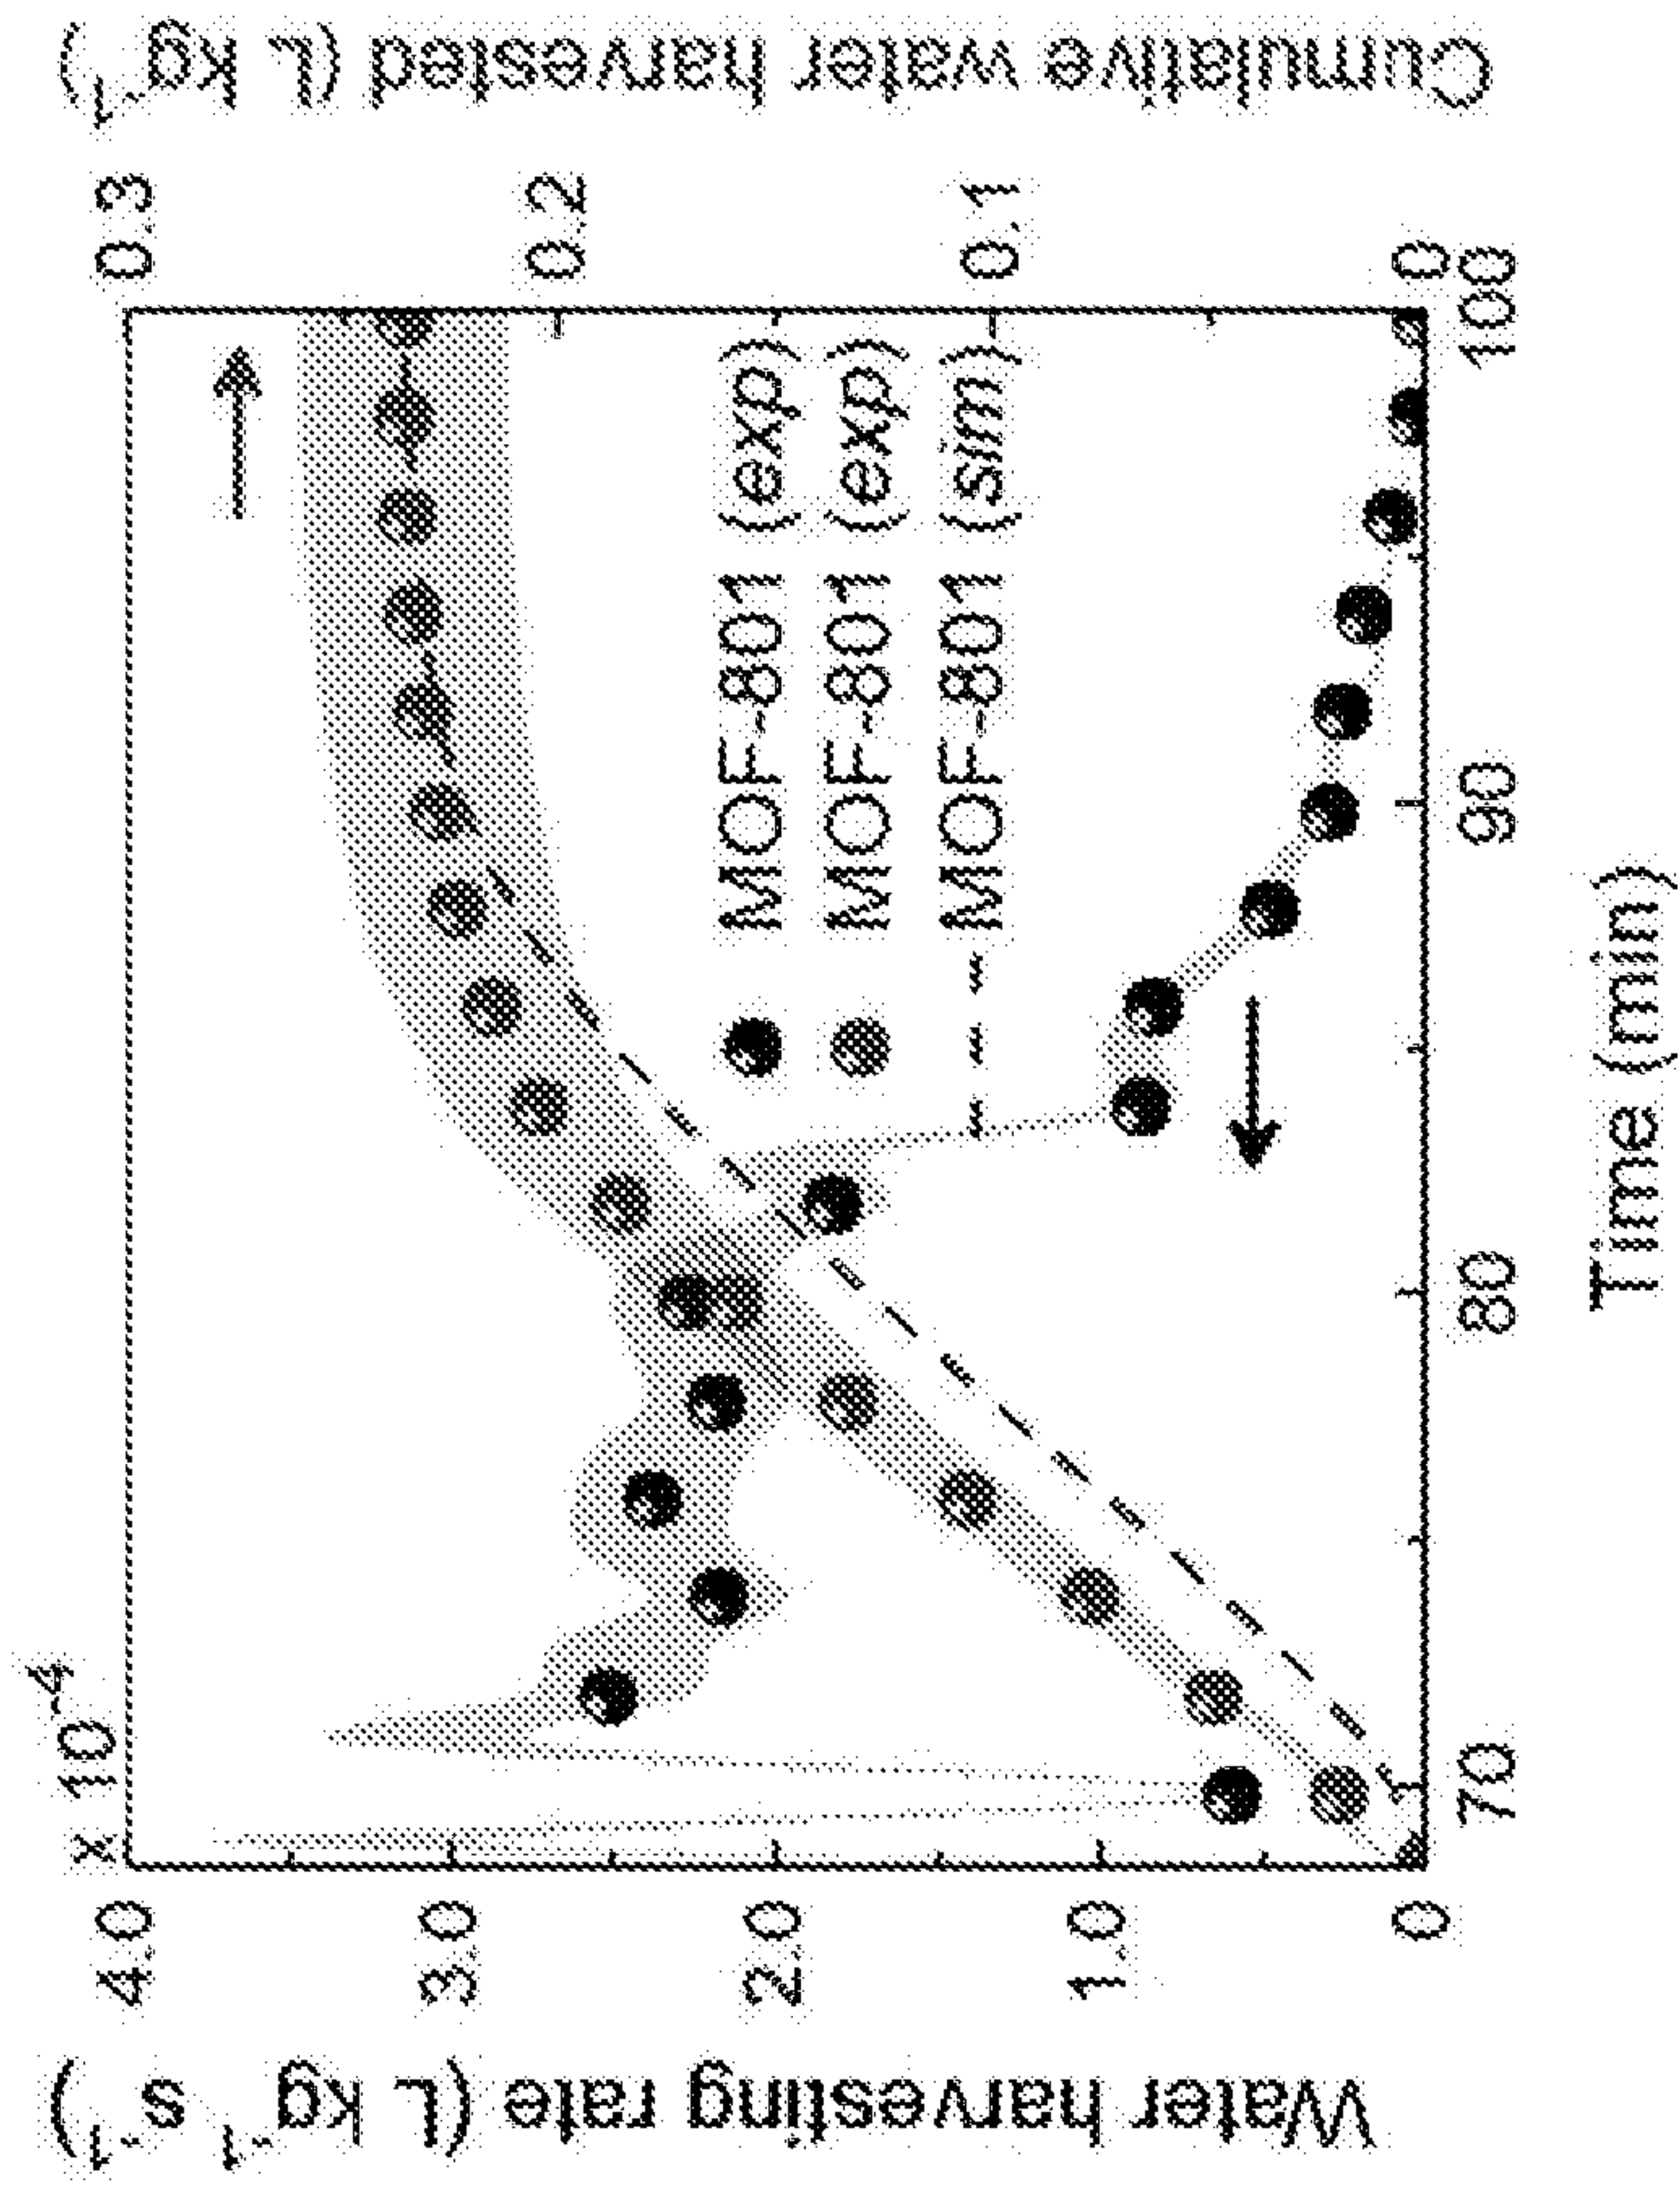 x 10⁻⁴
Water harvesting rate (L kg⁻¹ s⁻¹)
4.0
3.0
2.0
1.0
0
MOF-801 (exp)
MOF-801 (exp)
MOF-801 (sim)
0.3
0.2
0.1
0
Cumulative water harvested (L kg⁻¹)
70
80
90
100
Time (min)